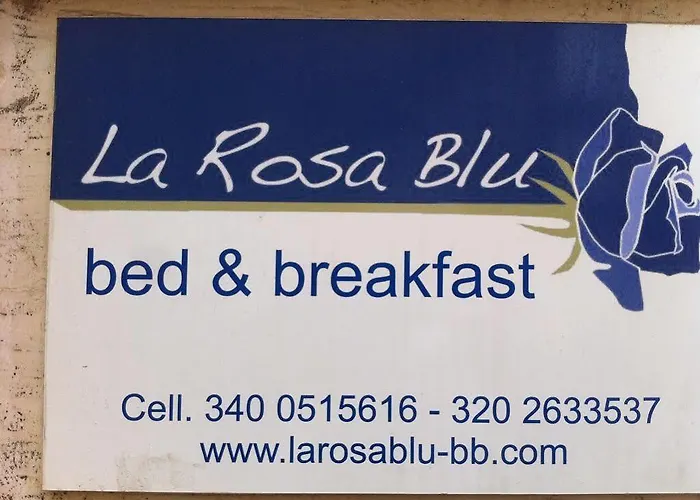 La Rosa Blu
bed & breakfast
Cell. 340 0515616 - 320 2633537
www.larosablu-bb.com